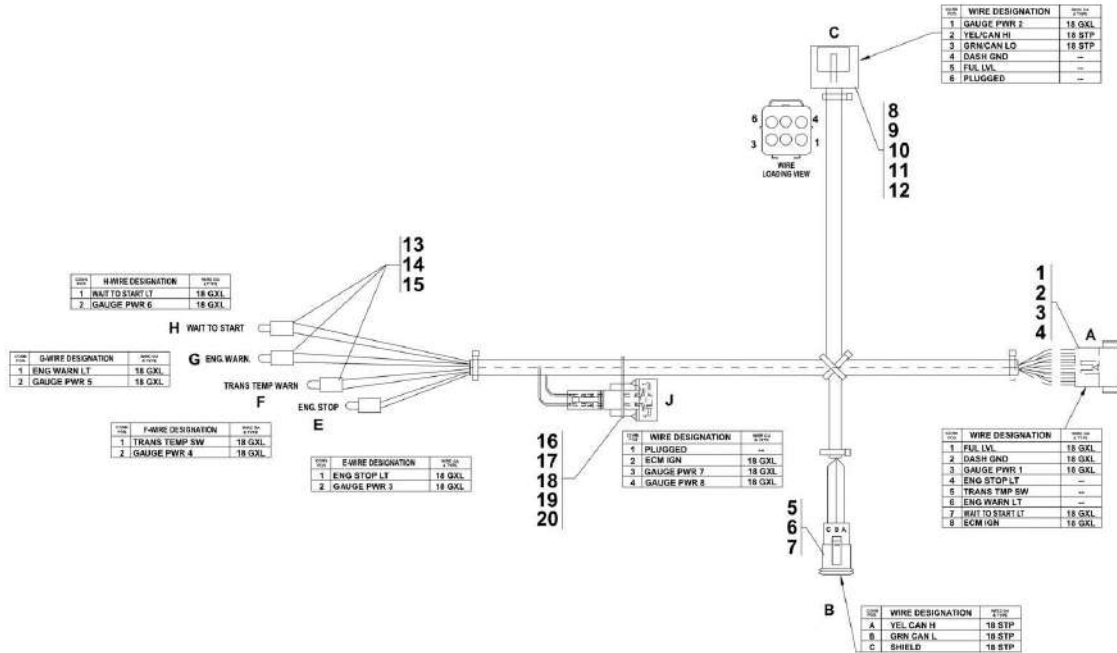 C
WIRE DESIGNATION
1 GAUGE PWR 2 18 GXL
2 YEL/CAN HI 18 STP
3 GRN/CAN LO 18 STP
4 DASH GND --
5 FUL LVL --
6 PLUGGED --
6 4
3 1
WIRE
LOADING VIEW
8
9
10
11
12
13
14
15
H-WIRE DESIGNATION
1 WAIT TO START LT 18 GXL
2 GAUGE PWR 6 18 GXL
H WAIT TO START
G-WIRE DESIGNATION
1 ENG WARN LT 18 GXL
2 GAUGE PWR 5 18 GXL
G ENG. WARN.
TRANS TEMP WARN
F
ENG. STOP
E
F-WIRE DESIGNATION
1 TRANS TEMP SW 18 GXL
2 GAUGE PWR 4 18 GXL
E-WIRE DESIGNATION
1 ENG STOP LT 18 GXL
2 GAUGE PWR 3 18 GXL
J
16
17
18
19
20
WIRE DESIGNATION
1 PLUGGED --
2 ECM IGN 18 GXL
3 GAUGE PWR 7 18 GXL
4 GAUGE PWR 8 18 GXL
1
2
3
4
A
WIRE DESIGNATION
1 FUL LVL 18 GXL
2 DASH GND 18 GXL
3 GAUGE PWR 1 18 GXL
4 ENG STOP LT --
5 TRANS TMP SW --
6 ENG WARN LT --
7 WAIT TO START LT 18 GXL
8 ECM IGN 18 GXL
5
6
7
C B A
B
WIRE DESIGNATION
A YEL CAN H 18 STP
B GRN CAN L 18 STP
C SHIELD 18 STP